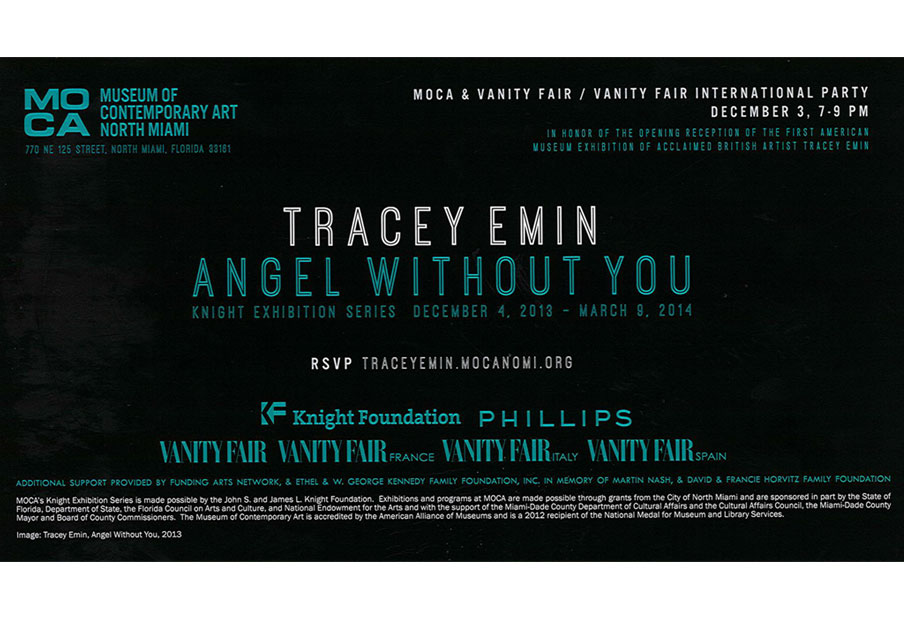 MOCA
MUSEUM OF
CONTEMPORARY ART
NORTH MIAMI
770 NE 125 STREET, NORTH MIAMI, FLORIDA 33161
MOCA & VANITY FAIR / VANITY FAIR INTERNATIONAL PARTY
DECEMBER 3, 7-9 PM
IN HONOR OF THE OPENING RECEPTION OF THE FIRST AMERICAN
MUSEUM EXHIBITION OF ACCLAIMED BRITISH ARTIST TRACEY EMIN
TRACEY EMIN
ANGEL WITHOUT YOU
KNIGHT EXHIBITION SERIES DECEMBER 4, 2013 – MARCH 9, 2014
RSVP TRACEYEMIN.MOCANOMI.ORG
KF Knight Foundation PHILLIPS
VANITY FAIR VANITY FAIR FRANCE VANITY FAIR ITALY VANITY FAIR SPAIN
ADDITIONAL SUPPORT PROVIDED BY FUNDING ARTS NETWORK, & ETHEL & W. GEORGE KENNEDY FAMILY FOUNDATION, INC. IN MEMORY OF MARTIN NASH, & DAVID & FRANCIE HORVITZ FAMILY FOUNDATION
MOCA's Knight Exhibition Series is made possible by the John S. and James L. Knight Foundation. Exhibitions and programs at MOCA are made possible through grants from the City of North Miami and are sponsored in part by the State of
Florida, Department of State, the Florida Council on Arts and Culture, and National Endowment for the Arts and with the support of the Miami-Dade County Department of Cultural Affairs and the Cultural Affairs Council, the Miami-Dade County
Mayor and Board of County Commissioners. The Museum of Contemporary Art is accredited by the American Alliance of Museums and is a 2012 recipient of the National Medal for Museum and Library Services.
Image: Tracey Emin, Angel Without You, 2013